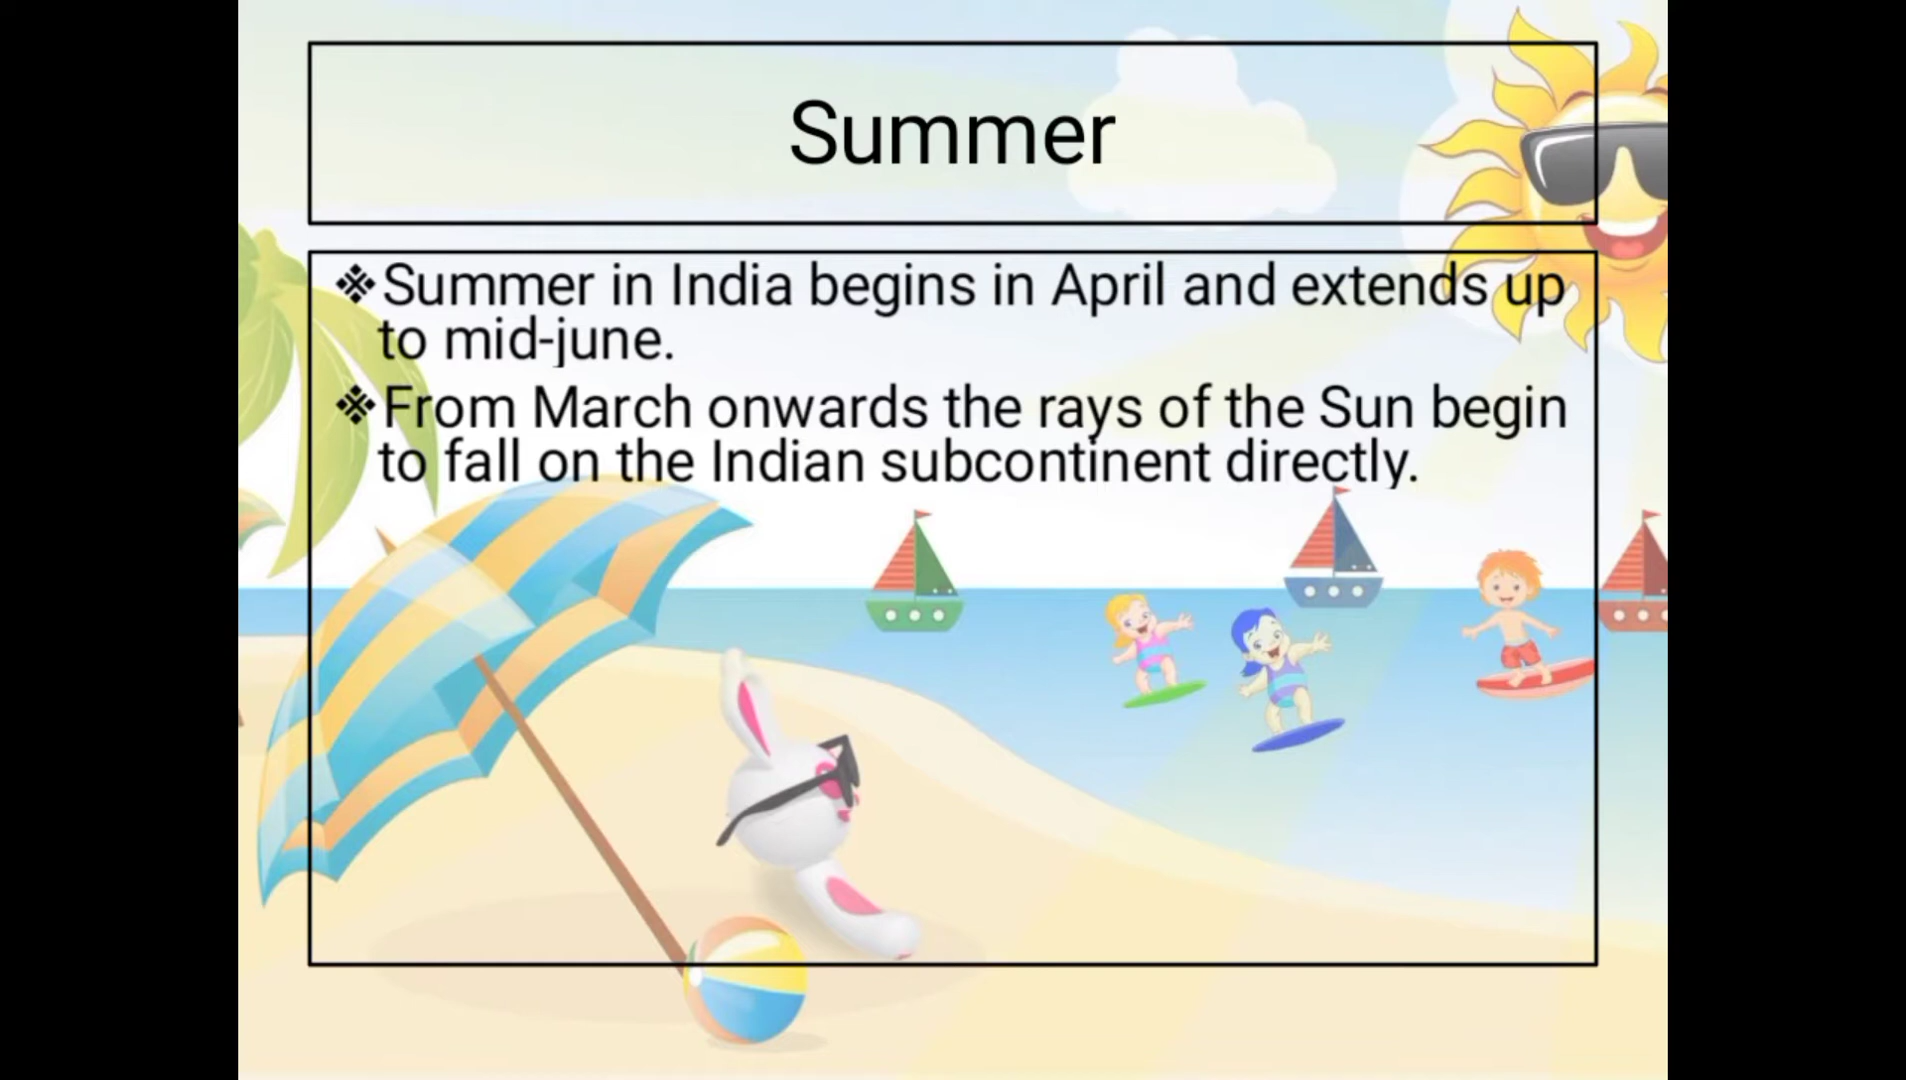 Summer
❖Summer in India begins in April and extends up
to mid-june.
❖From March onwards the rays of the Sun begin
to fall on the Indian subcontinent directly.